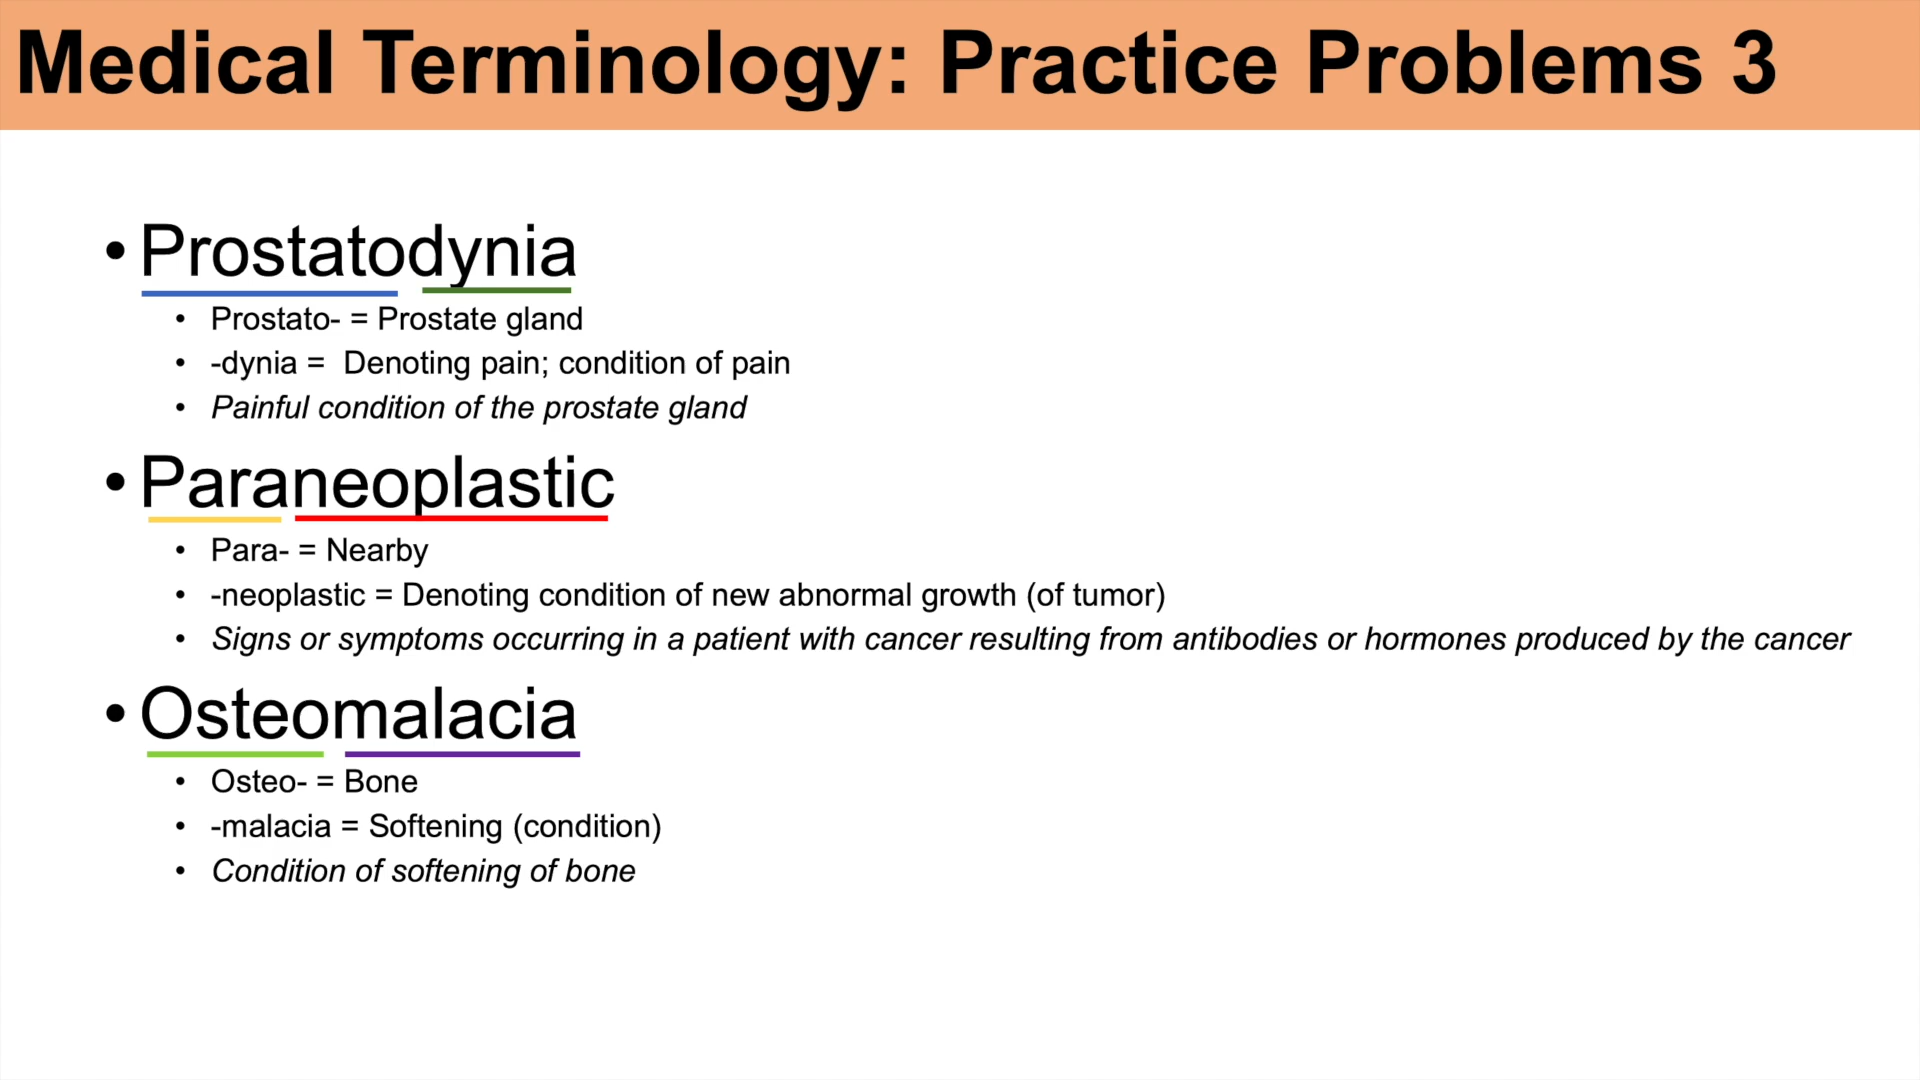 Medical Terminology: Practice Problems 3
• Prostatodynia
• Prostato- = Prostate gland
• -dynia = Denoting pain; condition of pain
• Painful condition of the prostate gland
• Paraneoplastic
• Para- = Nearby
• -neoplastic = Denoting condition of new abnormal growth (of tumor)
• Signs or symptoms occurring in a patient with cancer resulting from antibodies or hormones produced by the cancer
• Osteomalacia
• Osteo- = Bone
• -malacia = Softening (condition)
• Condition of softening of bone